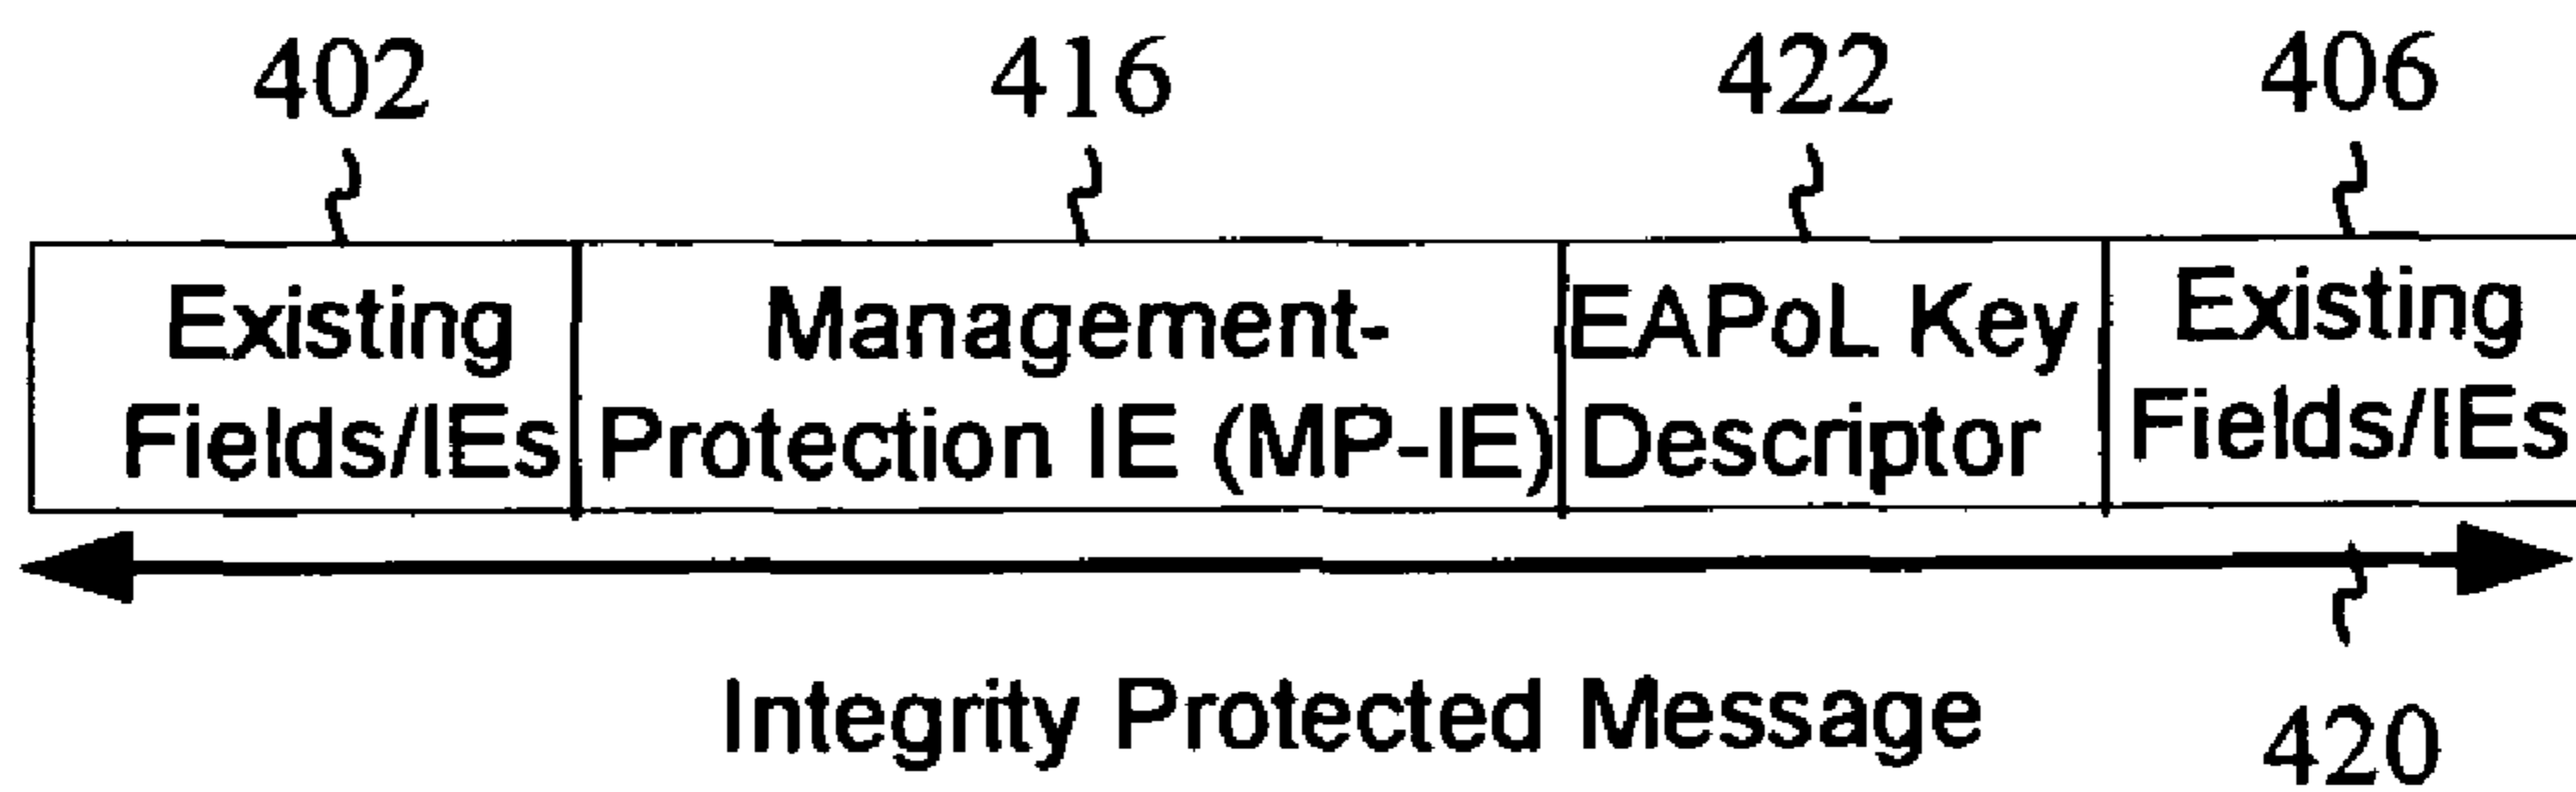 402 416 422 406
Existing Management- EAPoL Key Existing
Fields/IEs Protection IE (MP-IE) Descriptor Fields/IEs
Integrity Protected Message
420